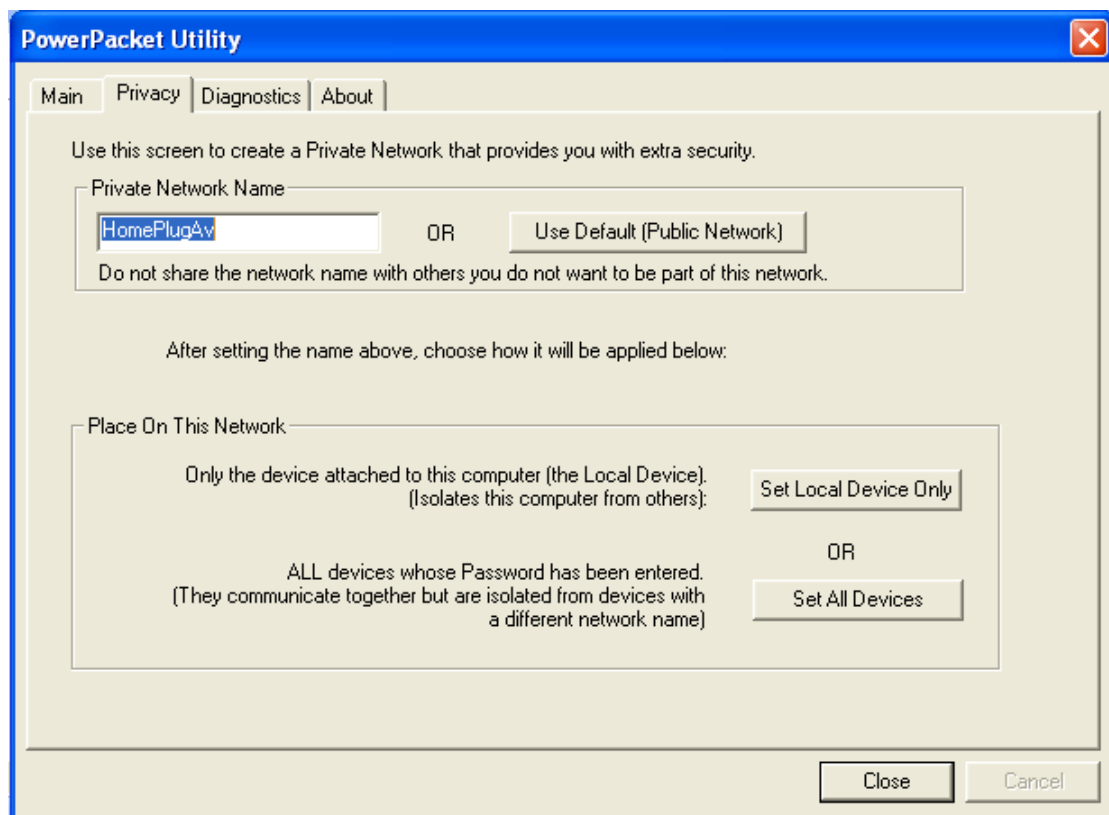 PowerPacket Utility
Main Privacy Diagnostics About
Use this screen to create a Private Network that provides you with extra security.
Private Network Name
HomePlugAv OR Use Default (Public Network)
Do not share the network name with others you do not want to be part of this network.
After setting the name above, choose how it will be applied below:
Place On This Network
Only the device attached to this computer (the Local Device).
(Isolates this computer from others):
Set Local Device Only
OR
ALL devices whose Password has been entered.
(They communicate together but are isolated from devices with
a different network name)
Set All Devices
Close Cancel